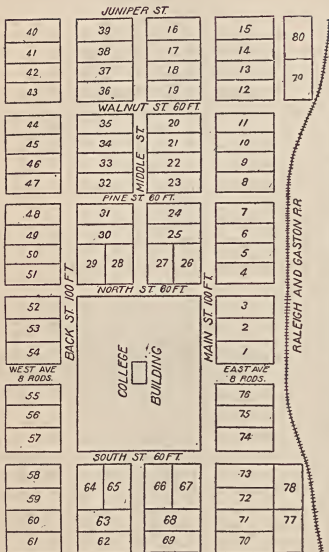 JUNIPER ST.
40 39 16 15 80
41 38 17 14
42 37 18 13 79
43 36 19 12
WALNUT ST. 60 FT.
44 35 20 11
45 34 21 10
46 33 22 9
47 32 23 8
MIDDLE ST
PINE ST. 60 FT.
48 31 24 7
49 30 25 6
50 29 28 27 26 5
51 4
NORTH ST 60 FT
BACK ST. 100 FT.
MAIN ST. 100 FT.
RALEIGH AND GASTON R.R
52 3
53 2
54 1
COLLEGE
BUILDING
WEST AVE
8 RODS.
EAST AVE
8 RODS.
55 76
56 75
57 74
SOUTH ST. 60 FT.
58 64 65 66 67 73 78
59 72
60 63 68 71 77
61 62 69 70